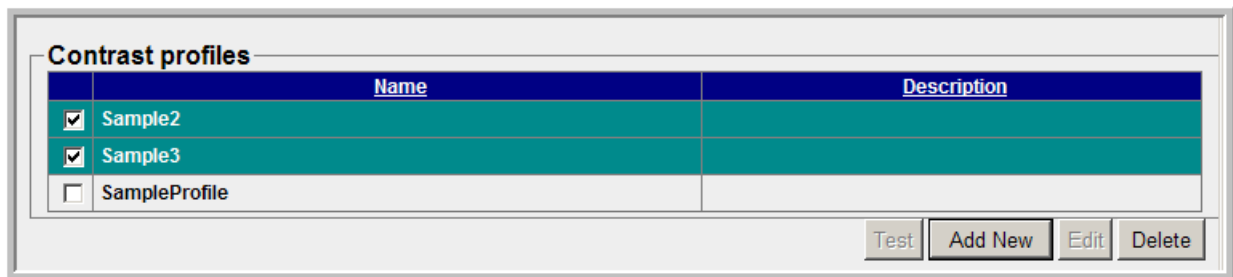 Contrast profiles
Name Description
Sample2
Sample3
SampleProfile
Test Add New Edit Delete